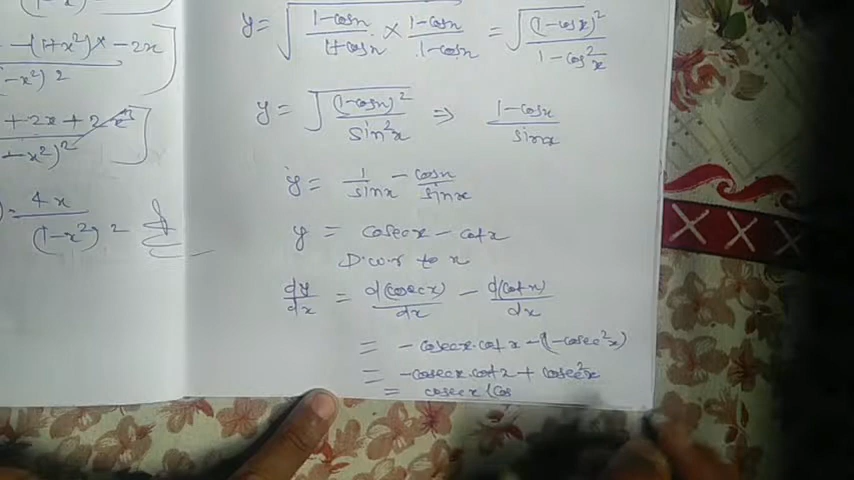 (1-x²)
-(1+x²)x -2x
-x²)²
+2x+2x³
-x²)²
= 4x
(1-x²)²
y = √ 1-cosx / 1+cosx × 1-cosx / 1-cosx = √ (1-cosx)² / 1-cos²x
y = √ (1-cosx)² / sin²x ⇒ 1-cosx / sinx
y = 1/sinx - cosx/sinx
y = cosecx - cotx
D.w.r to x
dy/dx = d(cosecx)/dx - d(cotx)/dx
= -cosecx.cotx -(-cosec²x)
= -cosecx.cotx + cosec²x
= cosecx (cos